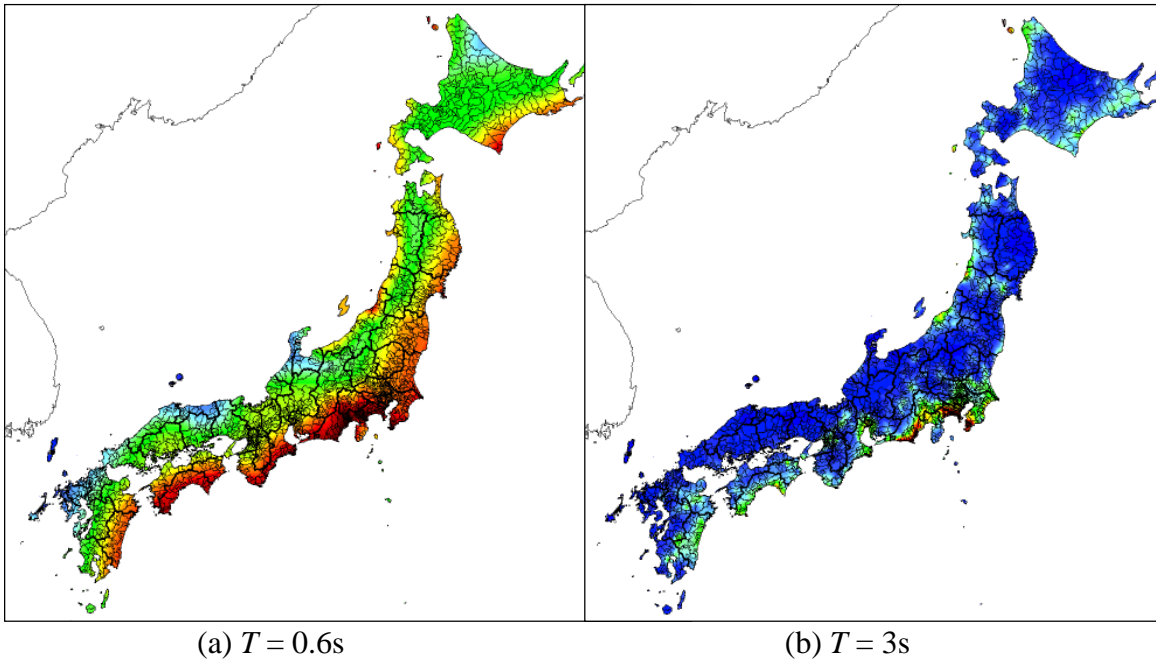 (a) T = 0.6s
(b) T = 3s